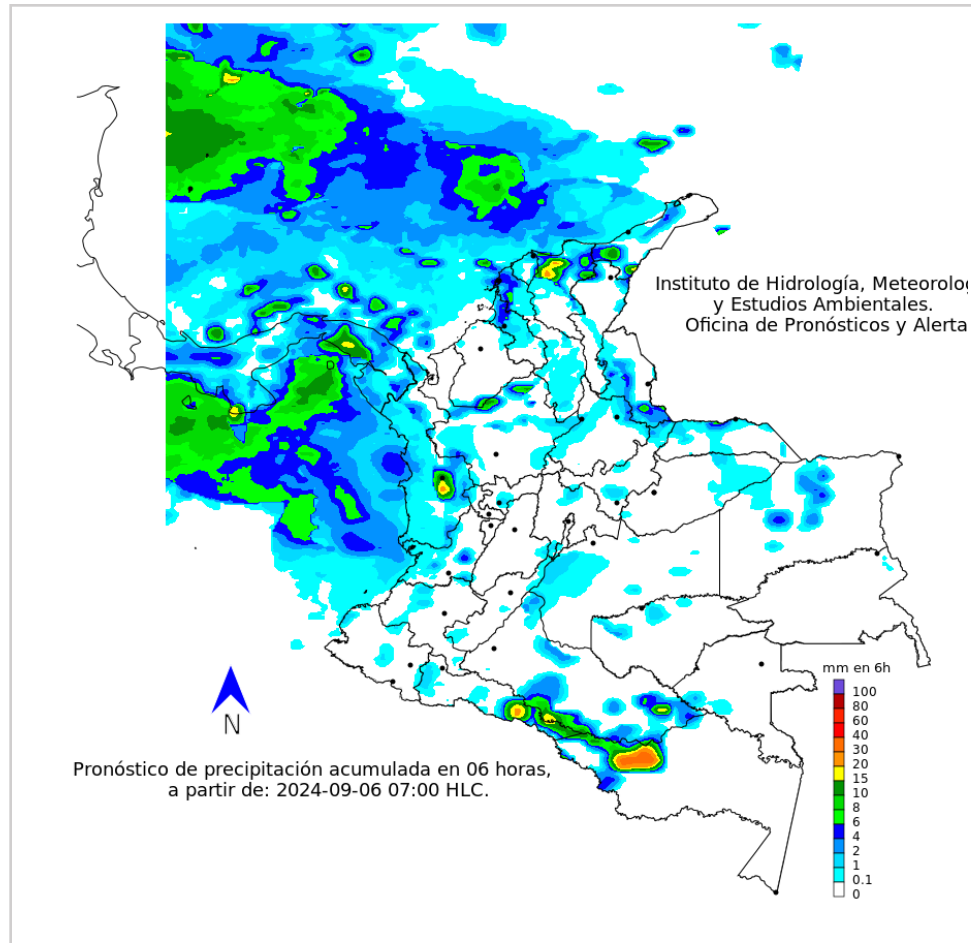 Instituto de Hidrología, Meteorolog
y Estudios Ambientales.
Oficina de Pronósticos y Alerta
mm en 6h
100
80
60
40
30
20
15
10
8
6
4
2
1
0.1
0
N
Pronóstico de precipitación acumulada en 06 horas,
a partir de: 2024-09-06 07:00 HLC.